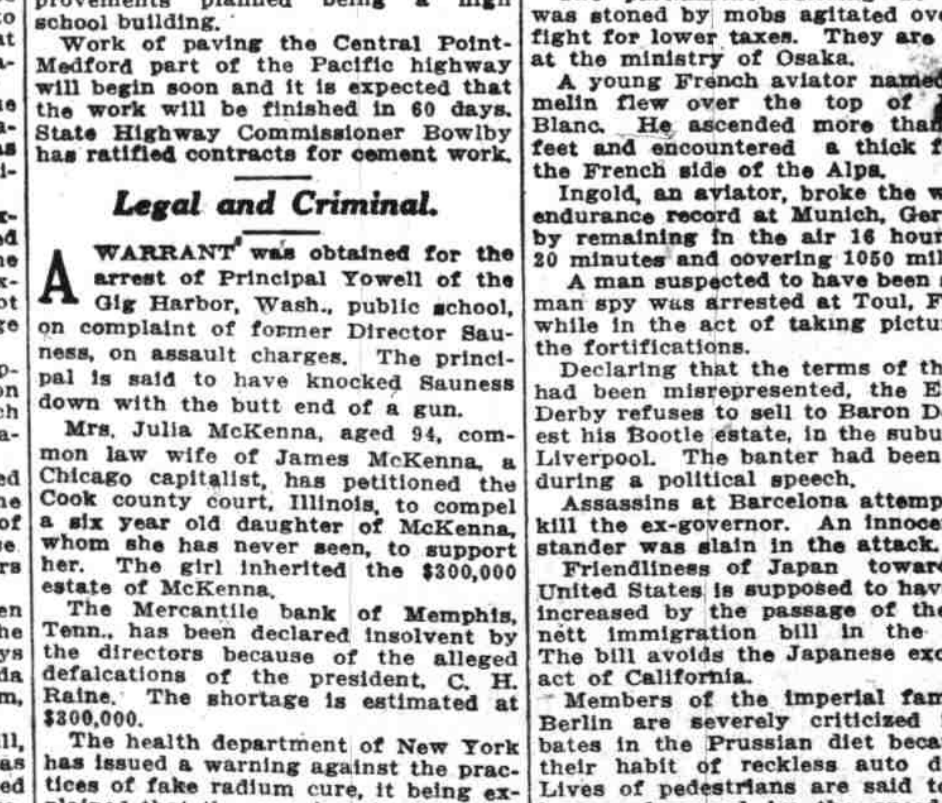 school building.
Work of paving the Central Point-
Medford part of the Pacific highway
will begin soon and it is expected that
the work will be finished in 60 days.
State Highway Commissioner Bowlby
has ratified contracts for cement work.
Legal and Criminal.
A WARRANT was obtained for the
arrest of Principal Yowell of the
Gig Harbor, Wash., public school,
on complaint of former Director Sau-
ness, on assault charges. The princi-
pal is said to have knocked Sauness
down with the butt end of a gun.
Mrs. Julia McKenna, aged 94, com-
mon law wife of James McKenna, a
Chicago capitalist, has petitioned the
Cook county court, Illinois, to compel
a six year old daughter of McKenna,
whom she has never seen, to support
her. The girl inherited the $300,000
estate of McKenna.
The Mercantile bank of Memphis,
Tenn., has been declared insolvent by
the directors because of the alleged
defalcations of the president, C. H.
Raine. The shortage is estimated at
$300,000.
The health department of New York
has issued a warning against the prac-
tices of fake radium cure, it being ex-
was stoned by mobs agitated ov
fight for lower taxes. They are
at the ministry of Osaka.
A young French aviator named
melin flew over the top of
Blanc. He ascended more than
feet and encountered a thick f
the French side of the Alps.
Ingold, an aviator, broke the w
endurance record at Munich, Ger
by remaining in the air 16 hour
20 minutes and covering 1050 mil
A man suspected to have been
man spy was arrested at Toul, F
while in the act of taking pictu
the fortifications.
Declaring that the terms of th
had been misrepresented, the E
Derby refuses to sell to Baron D
est his Bootle estate, in the subu
Liverpool. The banter had been
during a political speech.
Assassins at Barcelona attemp
kill the ex-governor. An innoce
stander was slain in the attack.
Friendliness of Japan towar
United States is supposed to hav
increased by the passage of the
nett immigration bill in the
The bill avoids the Japanese exc
act of California.
Members of the imperial fam
Berlin are severely criticized
bates in the Prussian diet beca
their habit of reckless auto d
Lives of pedestrians are said t